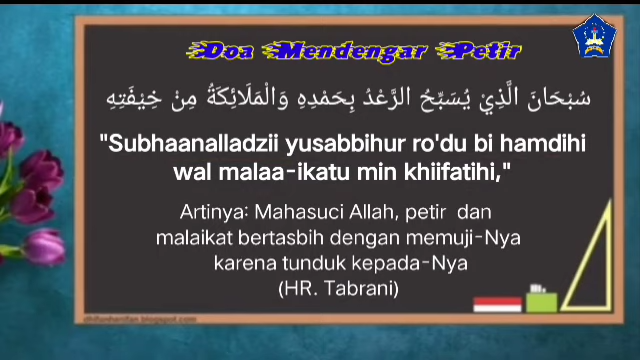 Doa Mendengar Petir
سُبْحَانَ الَّذِيْ يُسَبِّحُ الرَّعْدُ بِحَمْدِهِ وَالْمَلَائِكَةُ مِنْ خِيْفَتِهِ
"Subhaanalladzii yusabbihur ro'du bi hamdihi
wal malaa-ikatu min khiifatihi,"
Artinya: Mahasuci Allah, petir dan
malaikat bertasbih dengan memuji-Nya
karena tunduk kepada-Nya
(HR. Tabrani)